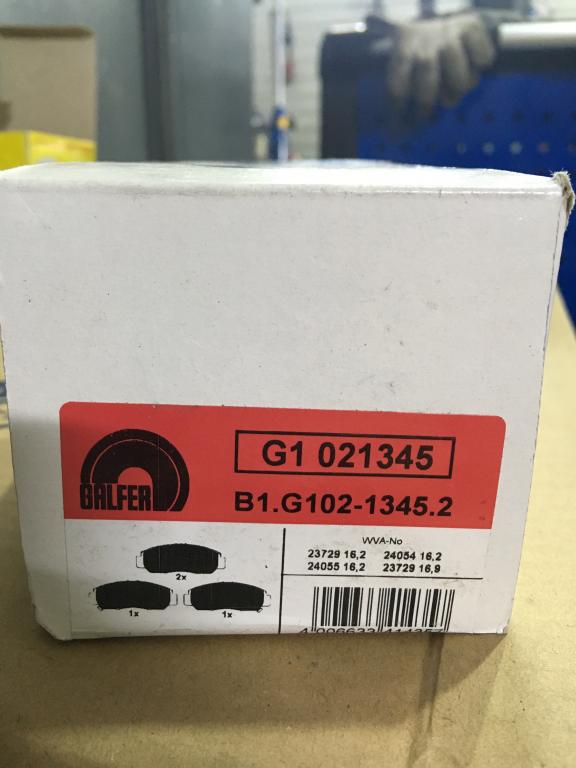 GALFER
G1 021345
B1.G102-1345.2
WVA-No
23729 16,2 24054 16,2
24055 16,2 23729 16,9
2x
1x 1x